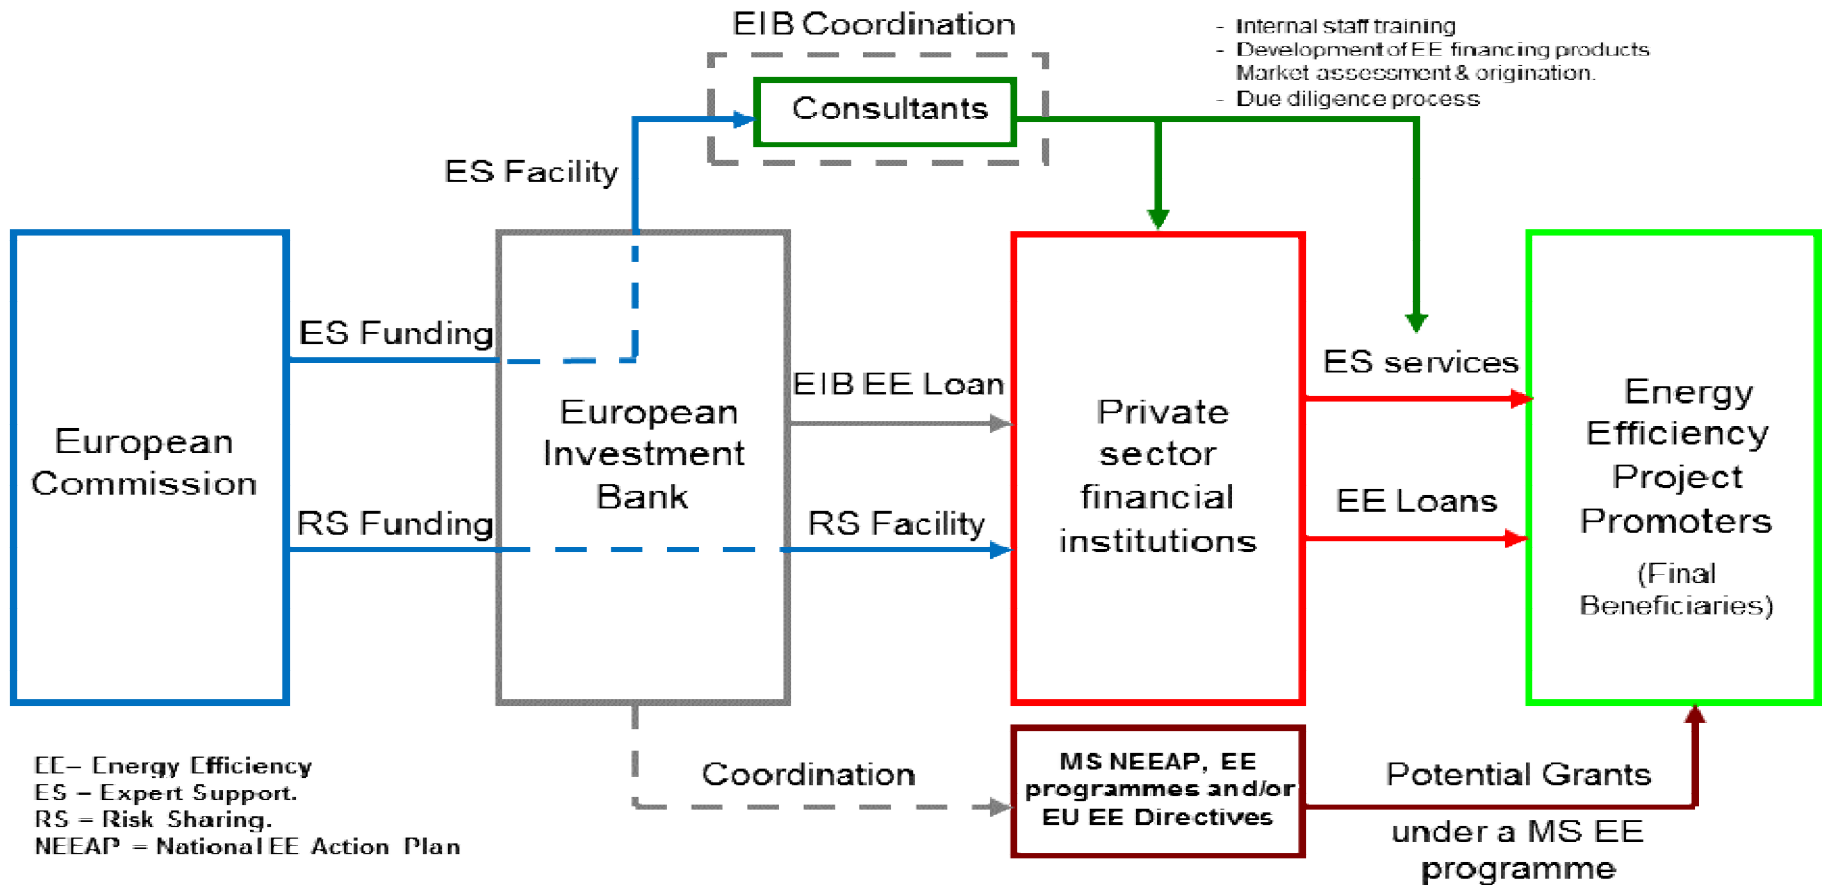 EIB Coordination
- Internal staff training
- Development of EE financing products
Market assessment & origination.
- Due diligence process
Consultants
ES Facility
ES Funding
RS Funding
European
Commission
European
Investment
Bank
EIB EE Loan
RS Facility
Private
sector
financial
institutions
ES services
EE Loans
Energy
Efficiency
Project
Promoters
(Final
Beneficiaries)
EE– Energy Efficiency
ES – Expert Support.
RS – Risk Sharing.
NEEAP – National EE Action Plan
Coordination
MS NEEAP, EE
programmes and/or
EU EE Directives
Potential Grants
under a MS EE
programme